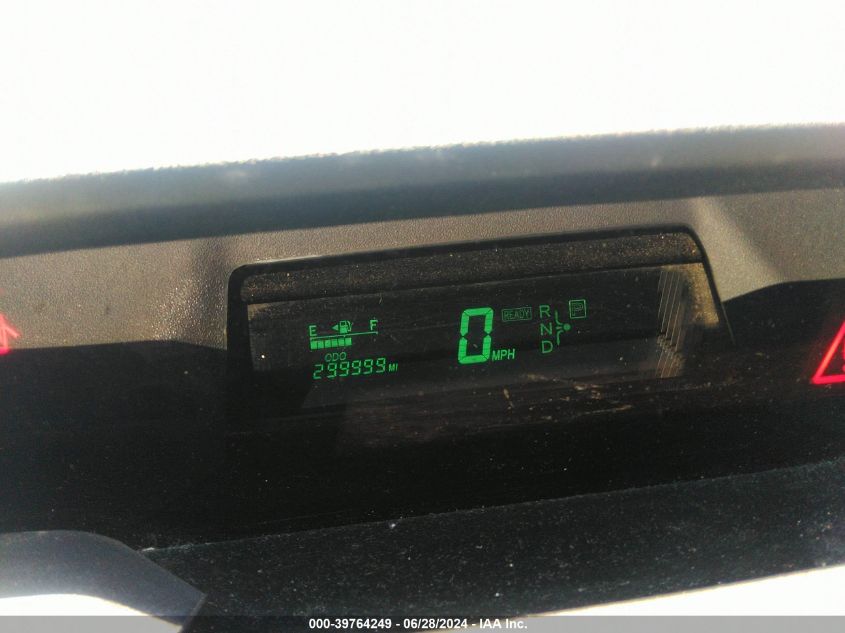 E F
ODO
299999 MI
0 MPH
READY
R P
N
D
000-39764249 - 06/28/2024 - IAA Inc.